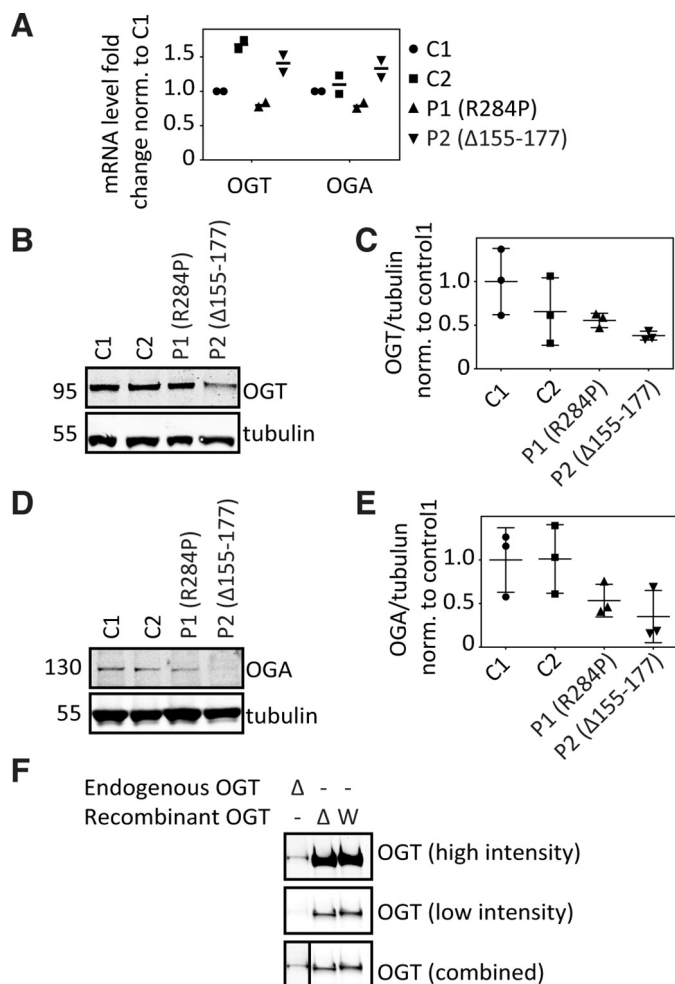 A
mRNA level fold
change norm. to C1
1.5
1.0
0.5
0
OGT
OGA
C1
C2
P1 (R284P)
P2 (Δ155-177)
B
C1
C2
P1 (R284P)
P2 (Δ155-177)
95
OGT
55
tubulin
C
OGT/tubulin
norm. to control1
1.0
0.5
0
C1
C2
P1 (R284P)
P2 (Δ155-177)
D
C1
C2
P1 (R284P)
P2 (Δ155-177)
130
OGA
55
tubulin
E
OGA/tubulun
norm. to control1
1.0
0.5
0
C1
C2
P1 (R284P)
P2 (Δ155-177)
F
Endogenous OGT Δ - -
Recombinant OGT - Δ W
OGT (high intensity)
OGT (low intensity)
OGT (combined)